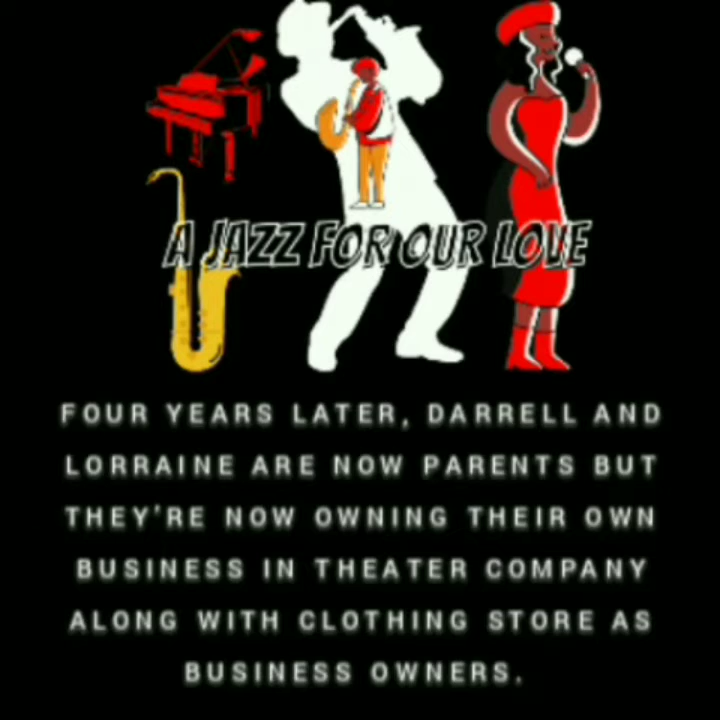 A JAZZ FOR OUR LOVE
FOUR YEARS LATER, DARRELL AND
LORRAINE ARE NOW PARENTS BUT
THEY'RE NOW OWNING THEIR OWN
BUSINESS IN THEATER COMPANY
ALONG WITH CLOTHING STORE AS
BUSINESS OWNERS.